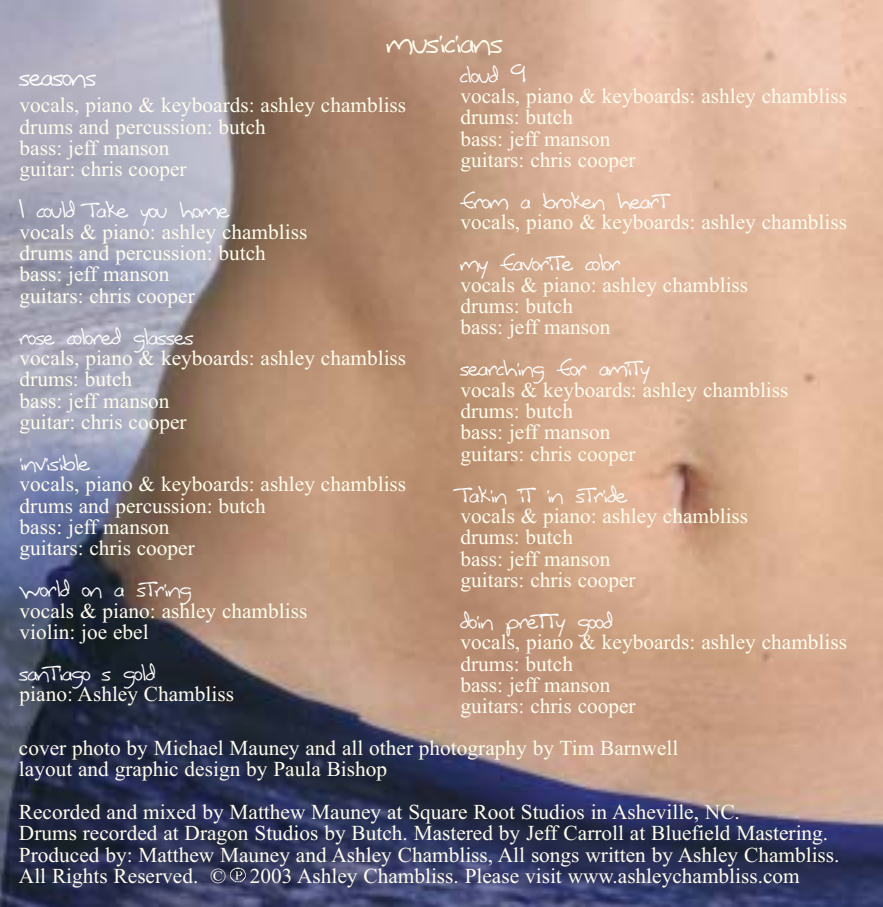 musicians
seasons
vocals, piano & keyboards: ashley chambliss
drums and percussion: butch
bass: jeff manson
guitar: chris cooper
I could Take you home
vocals & piano: ashley chambliss
drums and percussion: butch
bass: jeff manson
guitars: chris cooper
rose colored glasses
vocals, piano & keyboards: ashley chambliss
drums: butch
bass: jeff manson
guitar: chris cooper
invisible
vocals, piano & keyboards: ashley chambliss
drums and percussion: butch
bass: jeff manson
guitars: chris cooper
world on a sTring
vocals & piano: ashley chambliss
violin: joe ebel
sanTiago s gold
piano: Ashley Chambliss
cloud 9
vocals, piano & keyboards: ashley chambliss
drums: butch
bass: jeff manson
guitar: chris cooper
from a broken hearT
vocals, piano & keyboards: ashley chambliss
my favoriTe color
vocals & piano: ashley chambliss
drums: butch
bass: jeff manson
searching for amiTy
vocals & keyboards: ashley chambliss
drums: butch
bass: jeff manson
guitars: chris cooper
Takin iT in sTride
vocals & piano: ashley chambliss
drums: butch
bass: jeff manson
guitars: chris cooper
doin preTTy good
vocals, piano & keyboards: ashley chambliss
drums: butch
bass: jeff manson
guitars: chris cooper
cover photo by Michael Mauney and all other photography by Tim Barnwell
layout and graphic design by Paula Bishop
Recorded and mixed by Matthew Mauney at Square Root Studios in Asheville, NC.
Drums recorded at Dragon Studios by Butch. Mastered by Jeff Carroll at Bluefield Mastering.
Produced by: Matthew Mauney and Ashley Chambliss, All songs written by Ashley Chambliss.
All Rights Reserved. ©℗2003 Ashley Chambliss. Please visit www.ashleychambliss.com